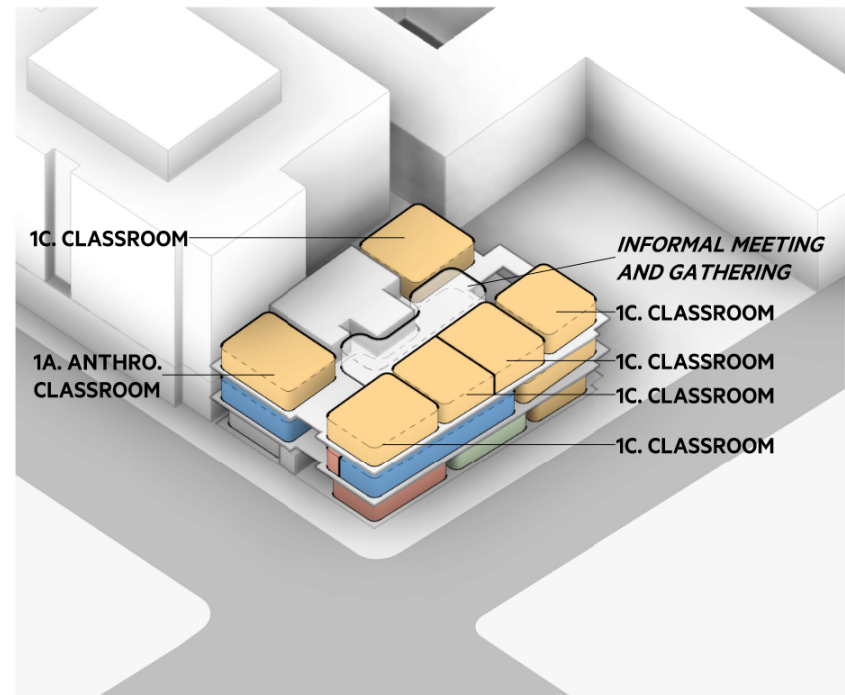 1C. CLASSROOM
INFORMAL MEETING
AND GATHERING
1C. CLASSROOM
1A. ANTHRO.
CLASSROOM
1C. CLASSROOM
1C. CLASSROOM
1C. CLASSROOM